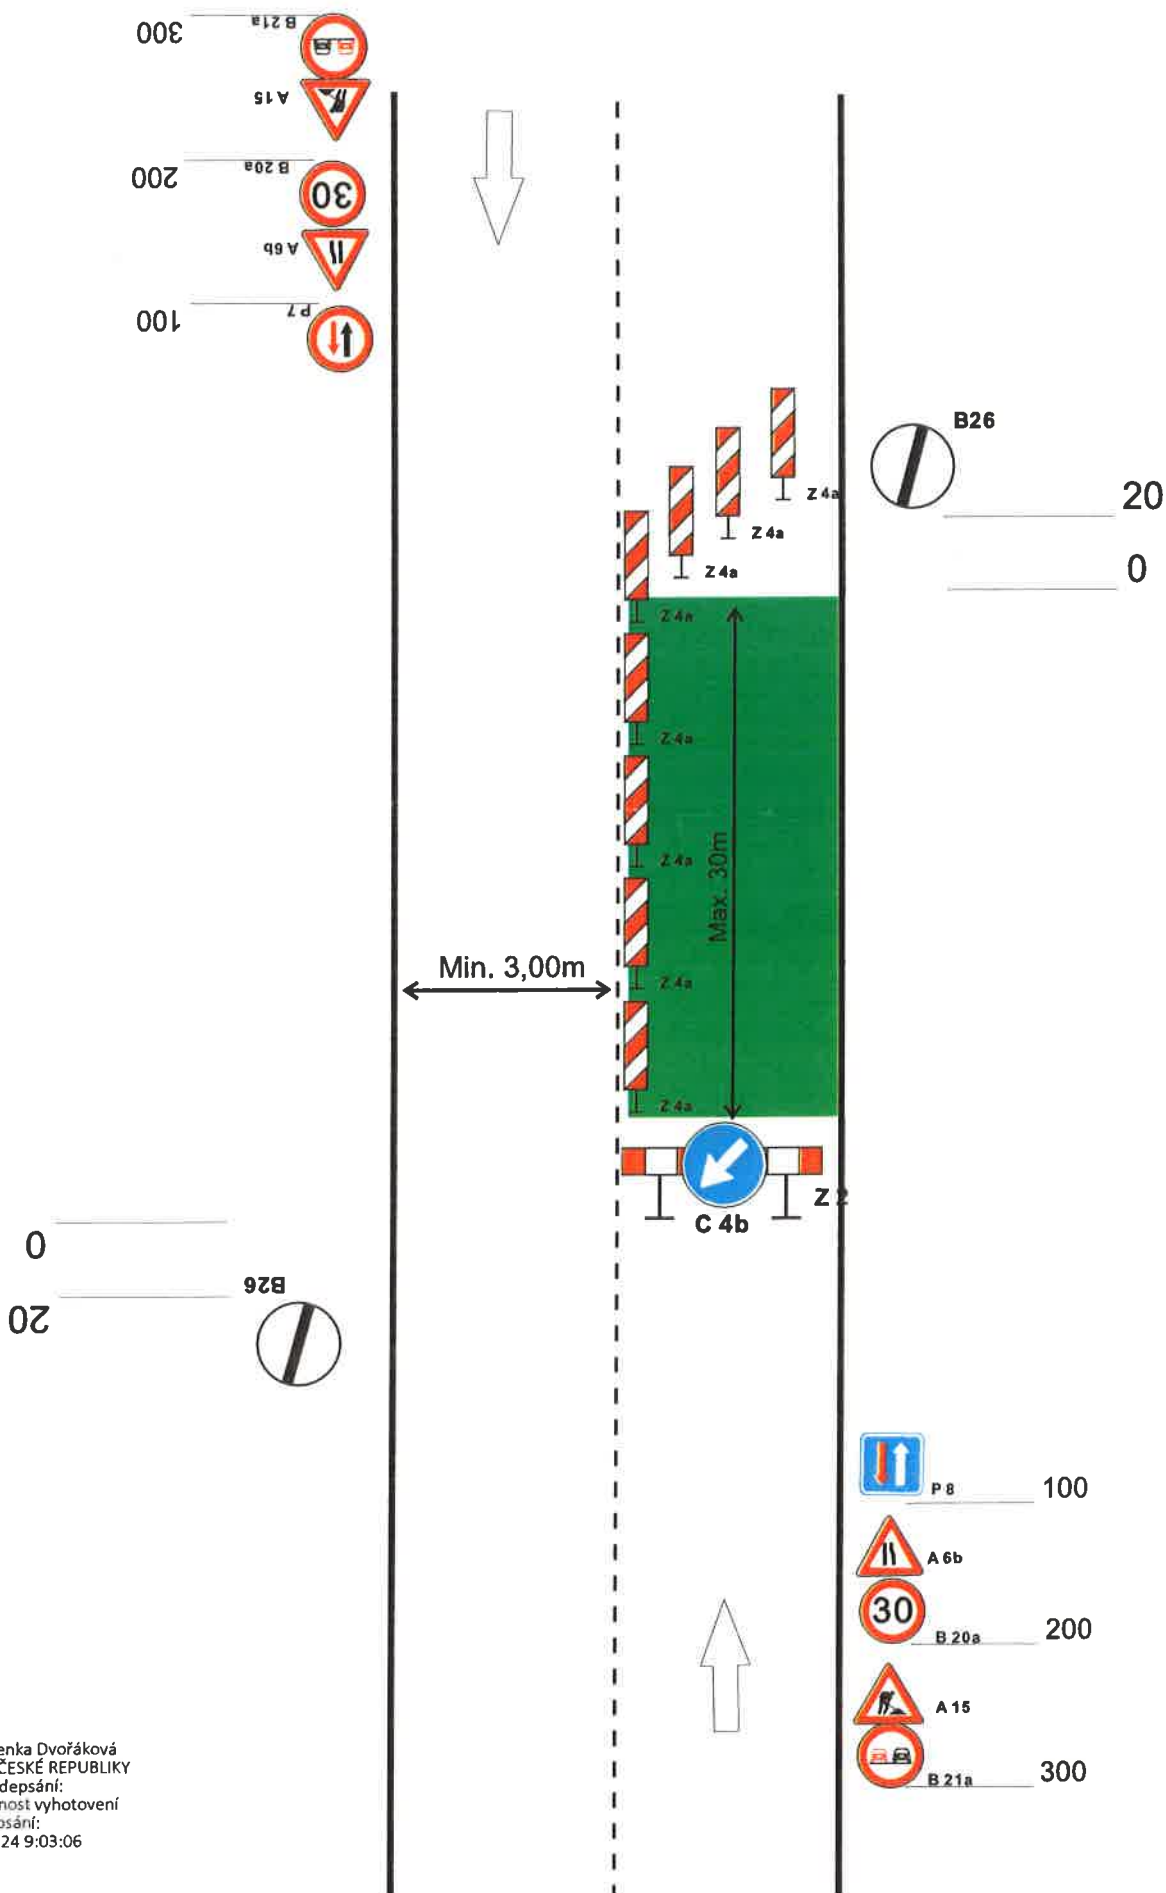 300
B 21a
A 15
200
B 20a
30
A 6b
100
P 7
B26
20
0
Z 4a
Z 4a
Z 4a
Z 4a
Z 4a
Z 4a
Z 4a
Z 4a
Max. 30m
Min. 3,00m
Z 2
C 4b
0
B26
20
P 8
100
A 6b
30
B 20a
200
A 15
B 21a
300
enka Dvořáková
ČESKÉ REPUBLIKY
depsání:
nost vyhotovení
osání:
24 9:03:06